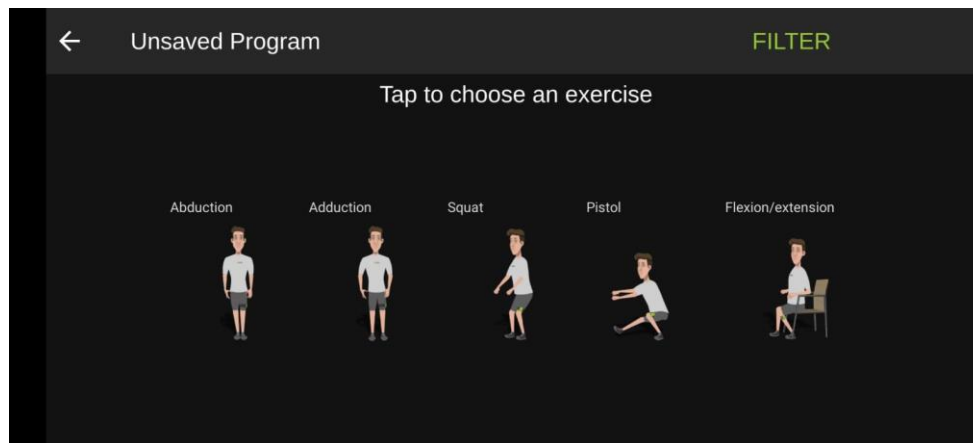 Unsaved Program
FILTER
Tap to choose an exercise
Abduction
Adduction
Squat
Pistol
Flexion/extension